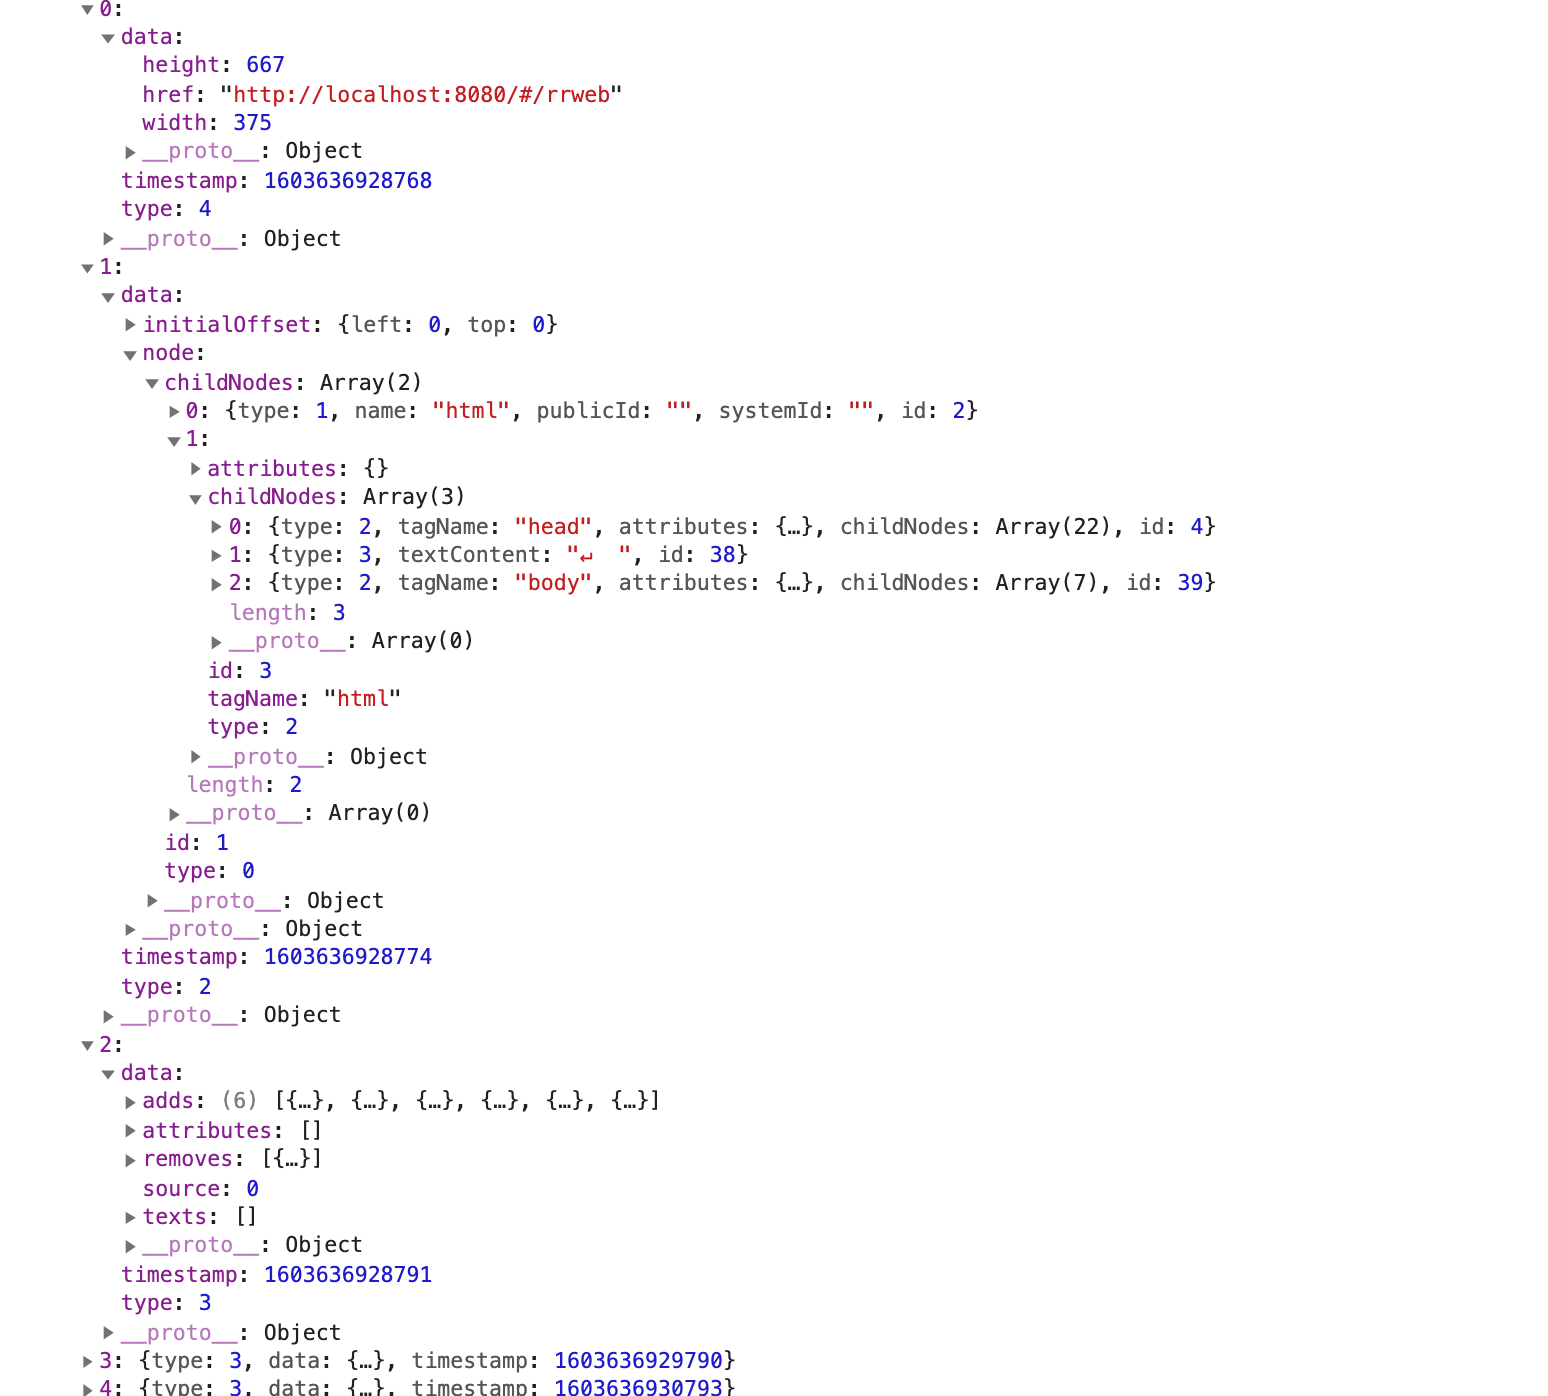 ▼0:
▼data:
height: 667
href: "http://localhost:8080/#/rrweb"
width: 375
▶__proto__: Object
timestamp: 1603636928768
type: 4
▶__proto__: Object
▼1:
▼data:
▶initialOffset: {left: 0, top: 0}
▼node:
▼childNodes: Array(2)
▶0: {type: 1, name: "html", publicId: "", systemId: "", id: 2}
▼1:
▶attributes: {}
▼childNodes: Array(3)
▶0: {type: 2, tagName: "head", attributes: {…}, childNodes: Array(22), id: 4}
▶1: {type: 3, textContent: "↵  ", id: 38}
▶2: {type: 2, tagName: "body", attributes: {…}, childNodes: Array(7), id: 39}
length: 3
▶__proto__: Array(0)
id: 3
tagName: "html"
type: 2
▶__proto__: Object
length: 2
▶__proto__: Array(0)
id: 1
type: 0
▶__proto__: Object
▶__proto__: Object
timestamp: 1603636928774
type: 2
▶__proto__: Object
▼2:
▼data:
▶adds: (6) [{…}, {…}, {…}, {…}, {…}, {…}]
▶attributes: []
▶removes: [{…}]
source: 0
▶texts: []
▶__proto__: Object
timestamp: 1603636928791
type: 3
▶__proto__: Object
▶3: {type: 3, data: {…}, timestamp: 1603636929790}
▶4: {type: 3, data: {…}, timestamp: 1603636930793}